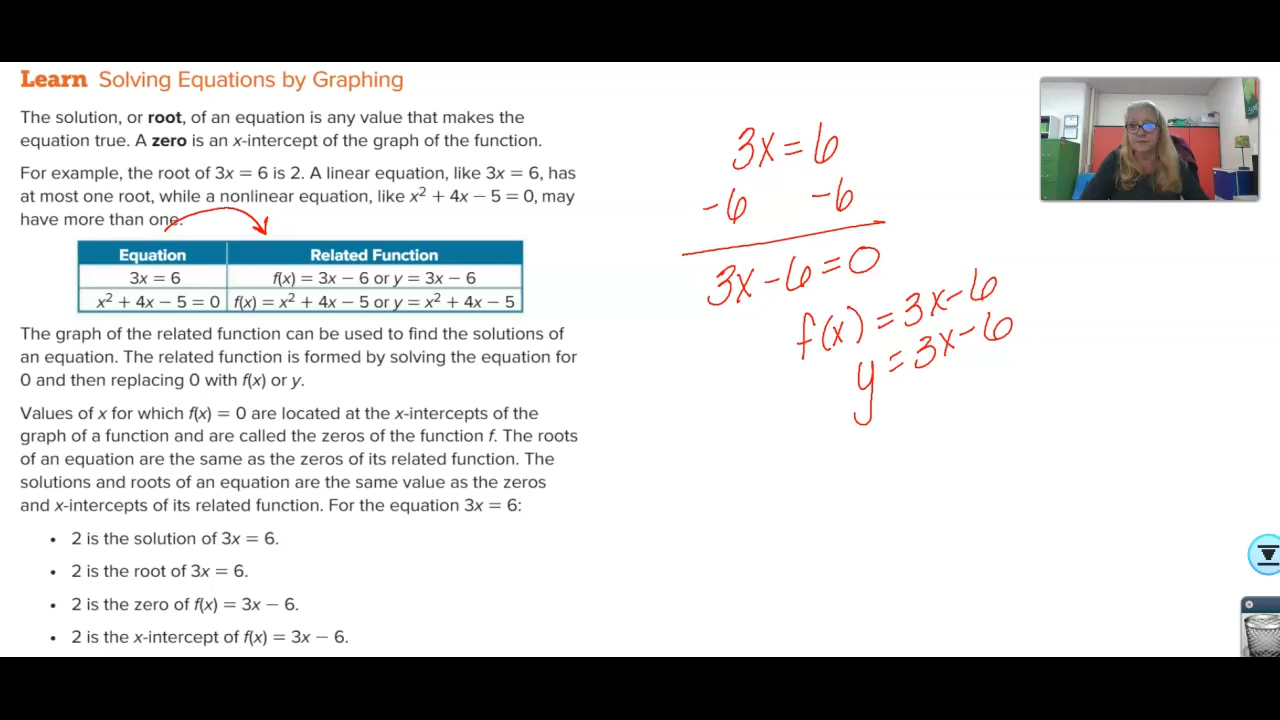 Learn Solving Equations by Graphing
The solution, or root, of an equation is any value that makes the
equation true. A zero is an x-intercept of the graph of the function.
For example, the root of 3x = 6 is 2. A linear equation, like 3x = 6, has
at most one root, while a nonlinear equation, like x² + 4x − 5 = 0, may
have more than one.
Equation Related Function
3x = 6 f(x) = 3x − 6 or y = 3x − 6
x² + 4x − 5 = 0 f(x) = x² + 4x − 5 or y = x² + 4x − 5
The graph of the related function can be used to find the solutions of
an equation. The related function is formed by solving the equation for
0 and then replacing 0 with f(x) or y.
Values of x for which f(x) = 0 are located at the x-intercepts of the
graph of a function and are called the zeros of the function f. The roots
of an equation are the same as the zeros of its related function. The
solutions and roots of an equation are the same value as the zeros
and x-intercepts of its related function. For the equation 3x = 6:
• 2 is the solution of 3x = 6.
• 2 is the root of 3x = 6.
• 2 is the zero of f(x) = 3x − 6.
• 2 is the x-intercept of f(x) = 3x − 6.
3x = 6
-6 -6
3x - 6 = 0
f(x) = 3x - 6
y = 3x - 6